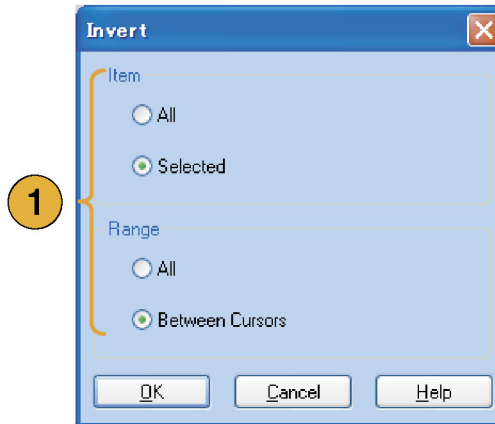 Invert
Item
All
Selected
1
Range
All
Between Cursors
OK Cancel Help